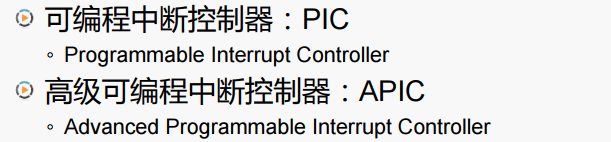 可编程中断控制器：PIC
Programmable Interrupt Controller
高级可编程中断控制器：APIC
Advanced Programmable Interrupt Controller